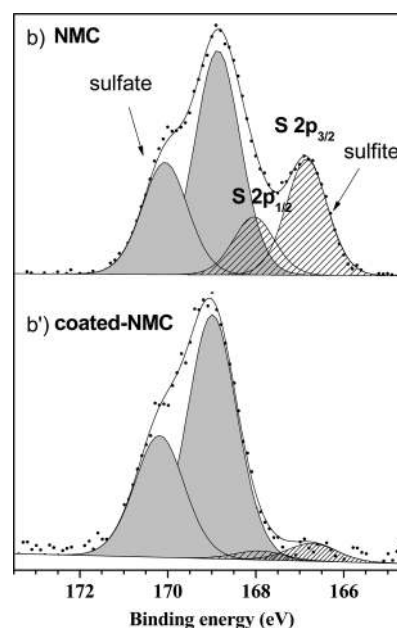 b) NMC
sulfate
S 2p3/2
sulfite
S 2p1/2
b') coated-NMC
172 170 168 166
Binding energy (eV)